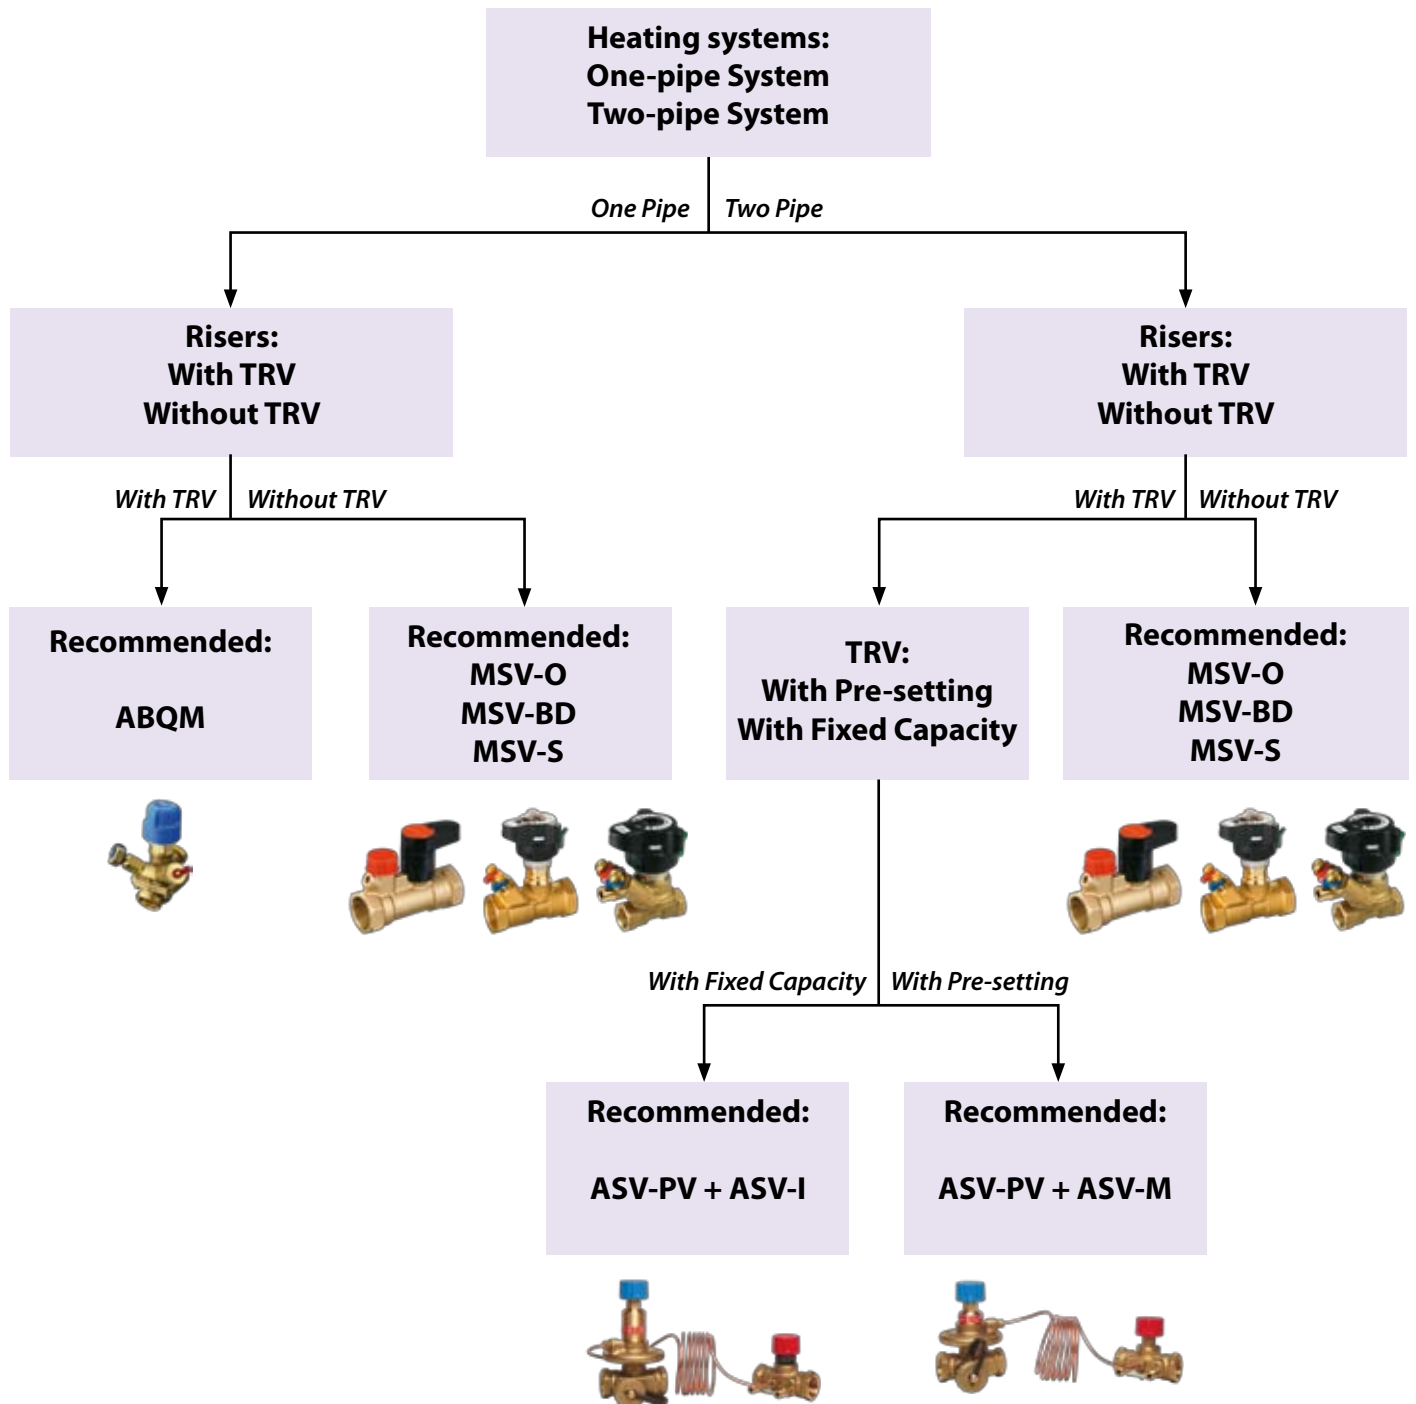 Heating systems:
One-pipe System
Two-pipe System
One Pipe
Two Pipe
Risers:
With TRV
Without TRV
Risers:
With TRV
Without TRV
With TRV
Without TRV
With TRV
Without TRV
Recommended:
ABQM
Recommended:
MSV-O
MSV-BD
MSV-S
TRV:
With Pre-setting
With Fixed Capacity
Recommended:
MSV-O
MSV-BD
MSV-S
With Fixed Capacity
With Pre-setting
Recommended:
ASV-PV + ASV-I
Recommended:
ASV-PV + ASV-M